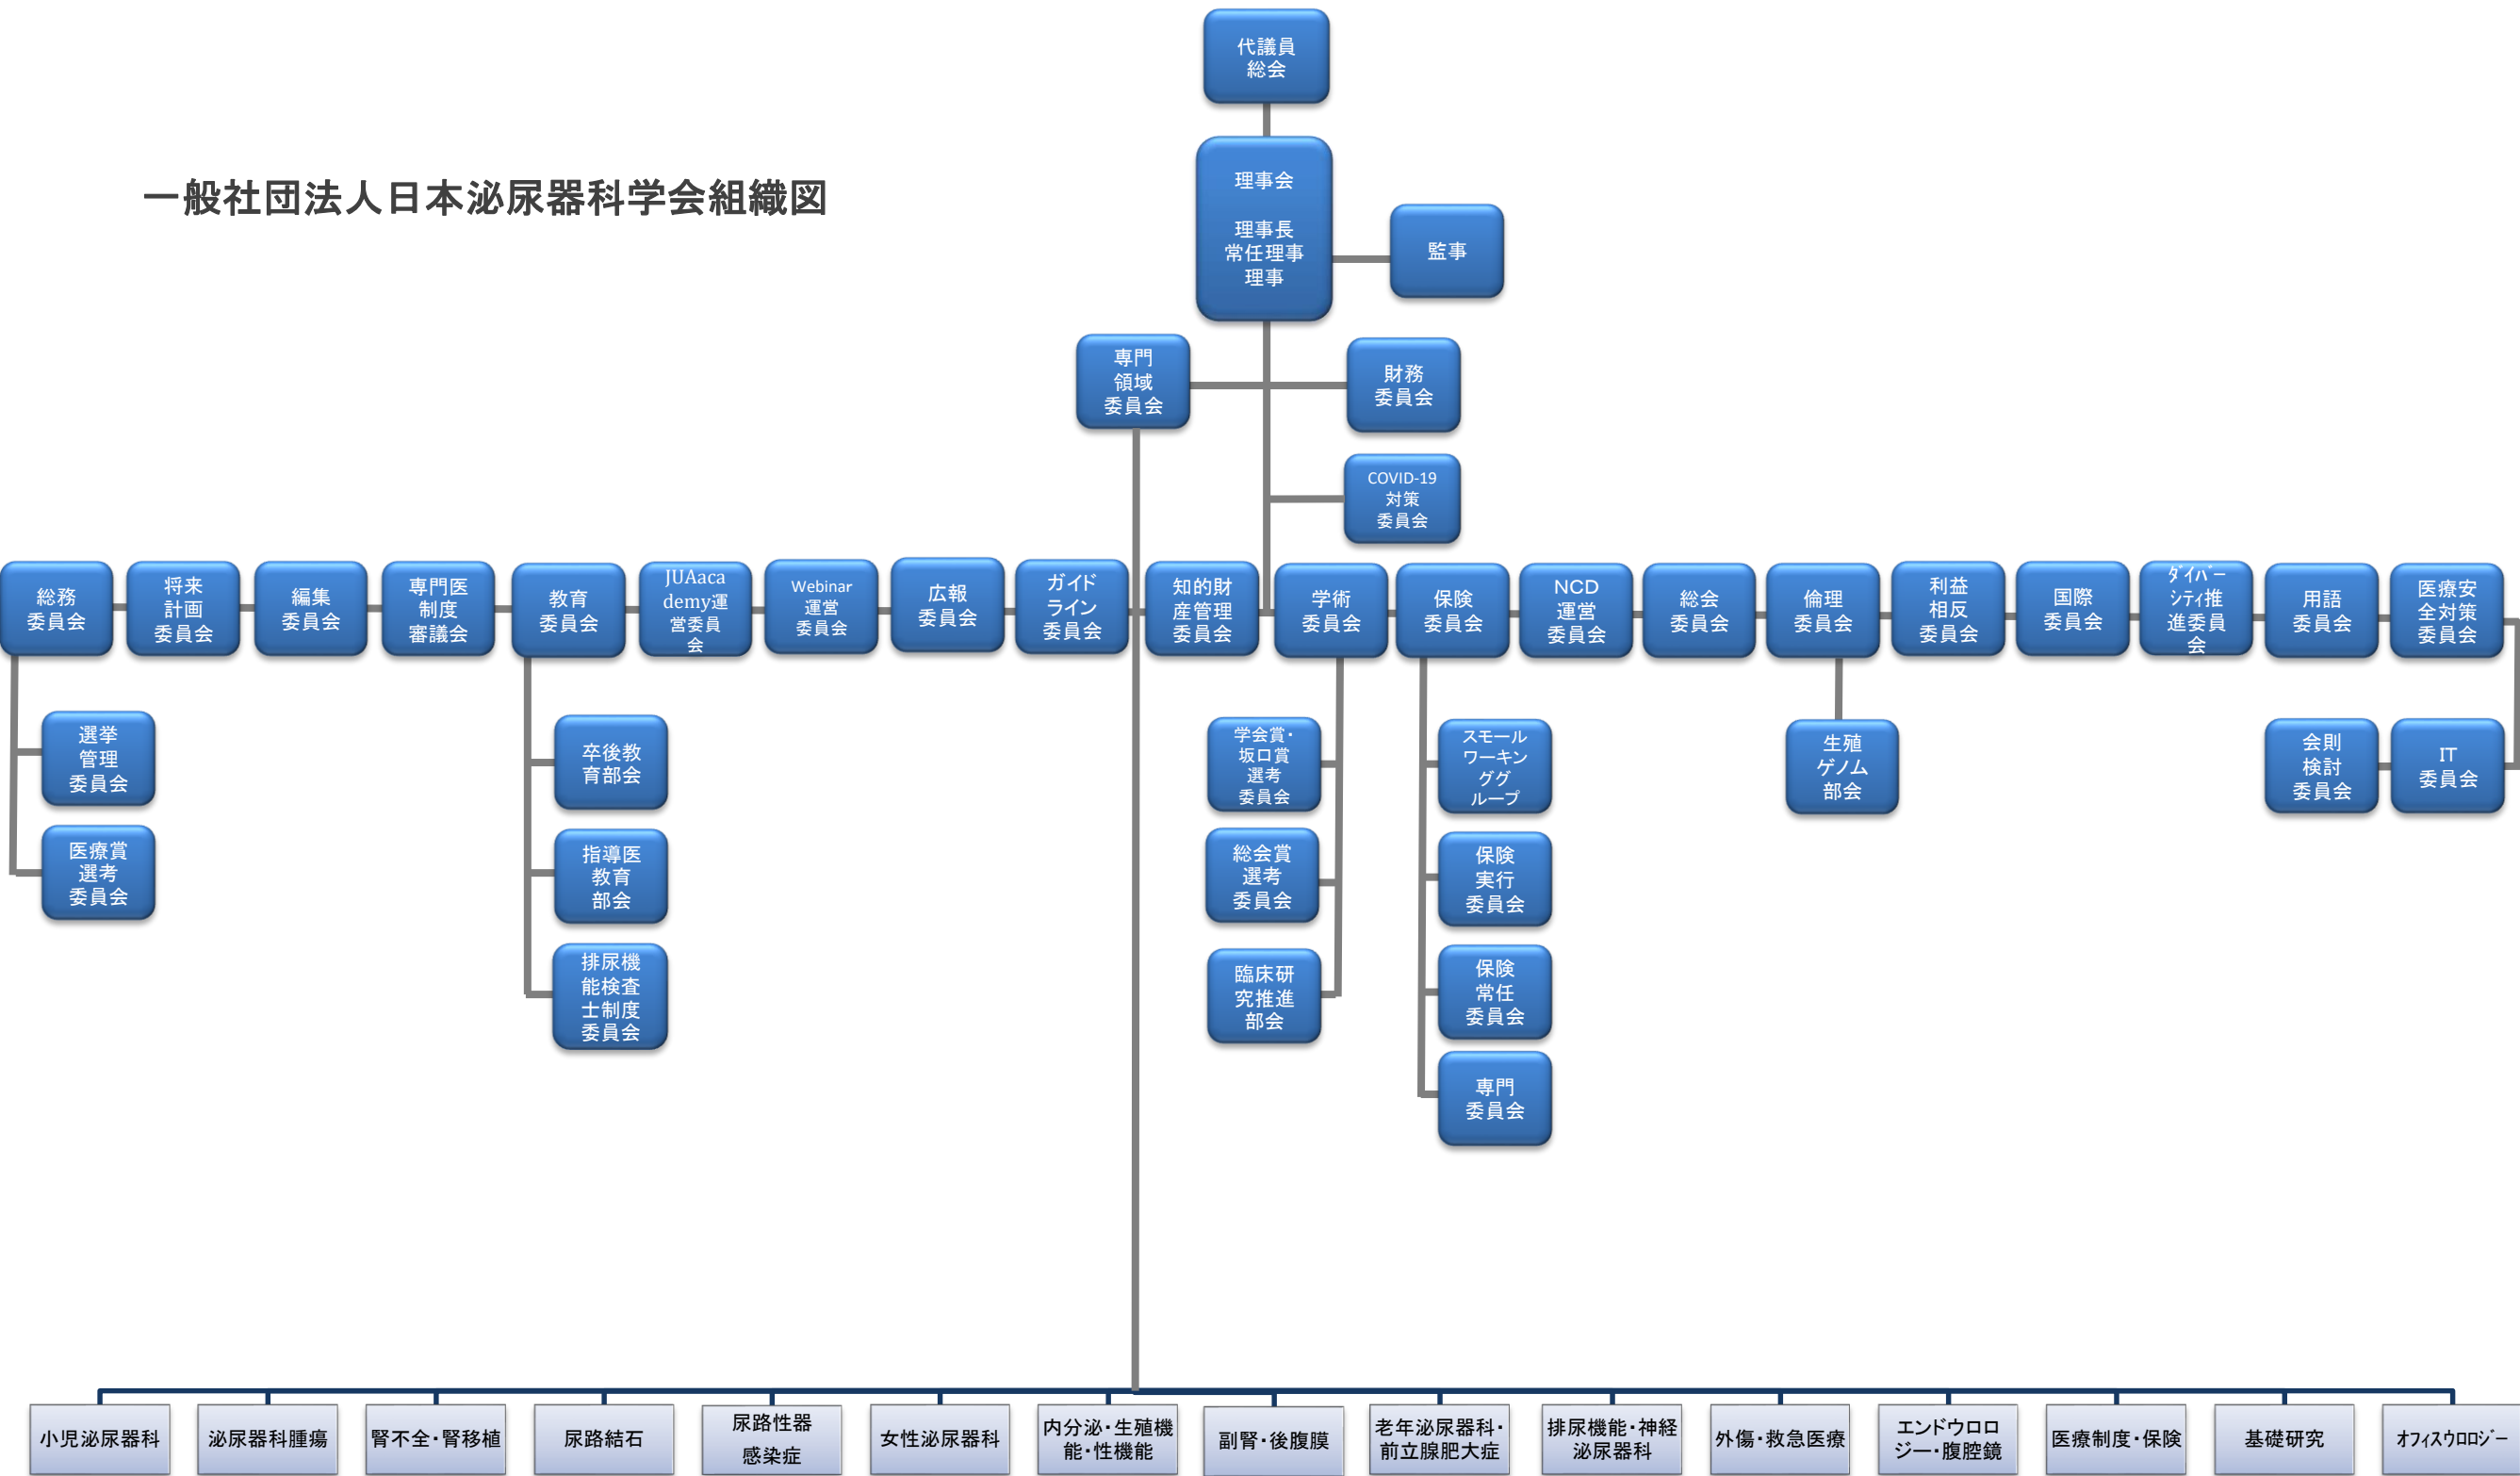 代議員
総会
一般社団法人日本泌尿器科学会組織図
理事会
理事長
常任理事
理事
監事
専門
領域
委員会
財務
委員会
COVID-19
対策
委員会
総務
委員会
将来
計画
委員会
編集
委員会
専門医
制度
審議会
教育
委員会
JUAaca
demy運
営委員
会
Webinar
運営
委員会
広報
委員会
ガイド
ライン
委員会
知的財
産管理
委員会
学術
委員会
保険
委員会
NCD
運営
委員会
総会
委員会
倫理
委員会
利益
相反
委員会
国際
委員会
ﾀﾞｲﾊﾞｰ
ｼﾃｨ推
進委員
会
用語
委員会
医療安
全対策
委員会
選挙
管理
委員会
医療賞
選考
委員会
卒後教
育部会
指導医
教育
部会
排尿機
能検査
士制度
委員会
学会賞・
坂口賞
選考
委員会
総会賞
選考
委員会
臨床研
究推進
部会
スモール
ワーキン
ググ
ループ
保険
実行
委員会
保険
常任
委員会
専門
委員会
生殖
ゲノム
部会
会則
検討
委員会
IT
委員会
小児泌尿器科
泌尿器科腫瘍
腎不全・腎移植
尿路結石
尿路性器
感染症
女性泌尿器科
内分泌・生殖機
能・性機能
副腎・後腹膜
老年泌尿器科・
前立腺肥大症
排尿機能・神経
泌尿器科
外傷・救急医療
エンドウロロ
ジー・腹腔鏡
医療制度・保険
基礎研究
ｵﾌｨｽｳﾛﾛｼﾞｰ